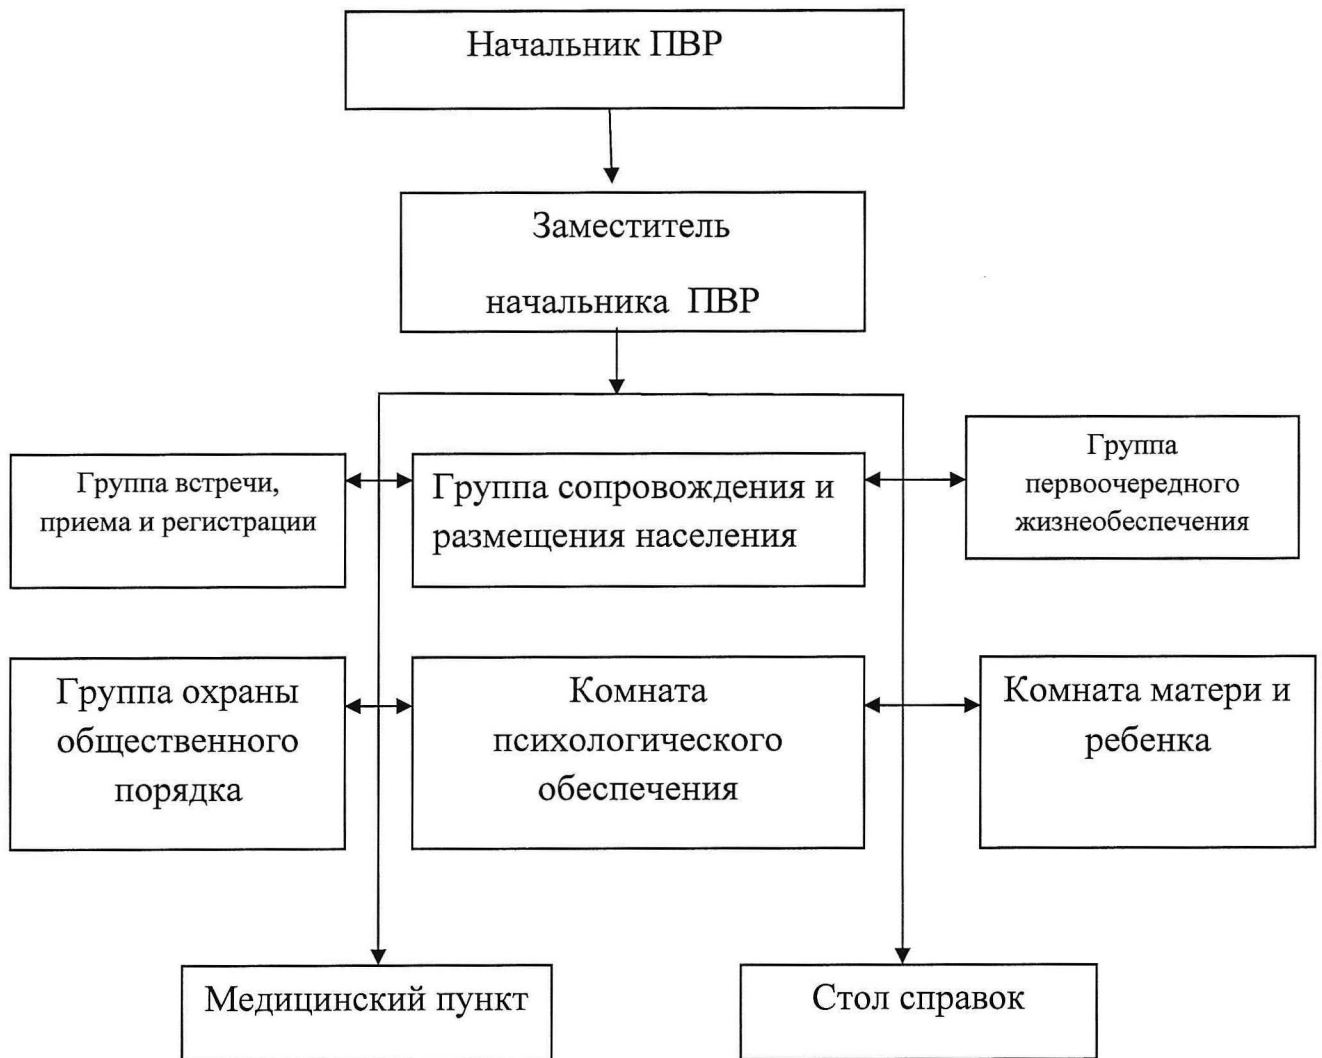 Начальник ПВР
Заместитель
начальника ПВР
Группа встречи,
приема и регистрации
Группа сопровождения и
размещения населения
Группа
первоочередного
жизнеобеспечения
Группа охраны
общественного
порядка
Комната
психологического
обеспечения
Комната матери и
ребенка
Медицинский пункт
Стол справок